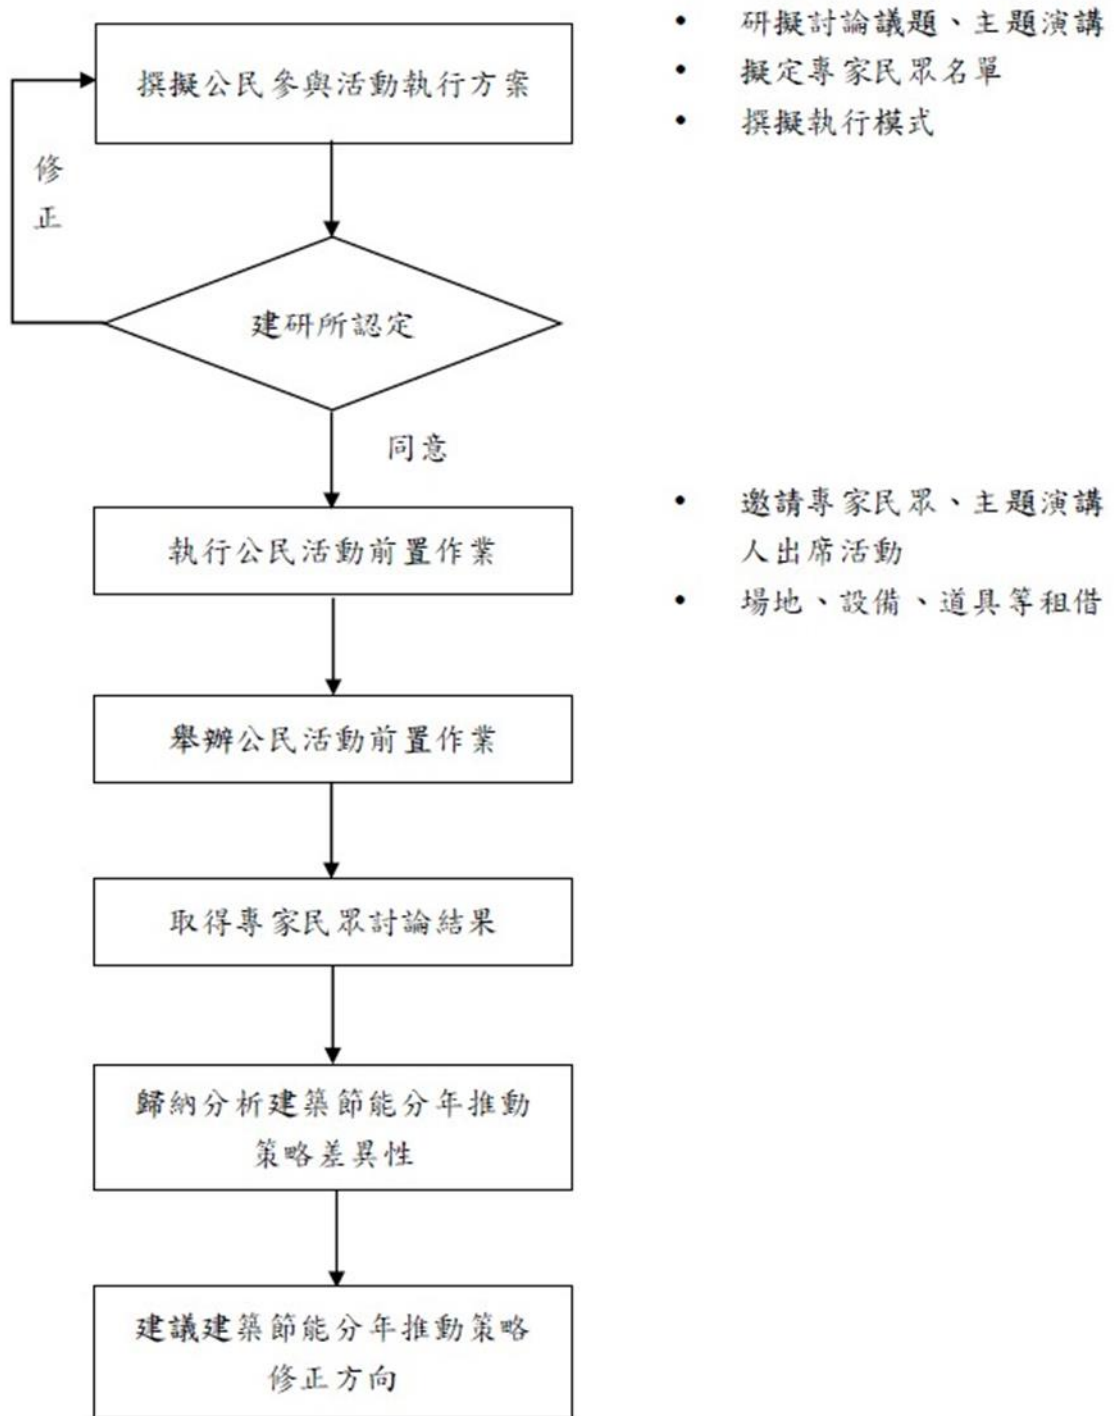 撰擬公民參與活動執行方案
• 研擬討論議題、主題演講
• 擬定專家民眾名單
• 撰擬執行模式
修
正
建研所認定
同意
執行公民活動前置作業
• 邀請專家民眾、主題演講
人出席活動
• 場地、設備、道具等租借
舉辦公民活動前置作業
取得專家民眾討論結果
歸納分析建築節能分年推動
策略差異性
建議建築節能分年推動策略
修正方向